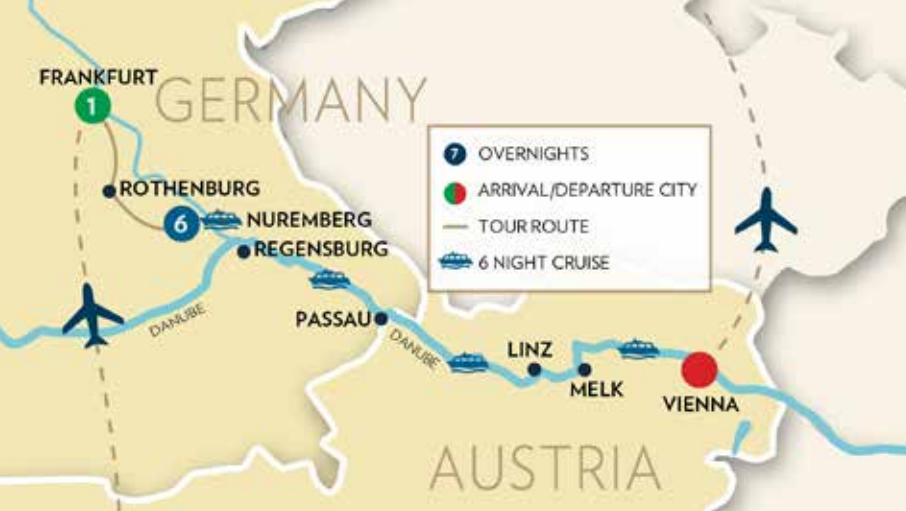 FRANKFURT
1
GERMANY
ROTHENBURG
6
NUREMBERG
REGENSBURG
DANUBE
PASSAU
DANUBE
LINZ
MELK
VIENNA
AUSTRIA
7 OVERNIGHTS
ARRIVAL/DEPARTURE CITY
TOUR ROUTE
6 NIGHT CRUISE